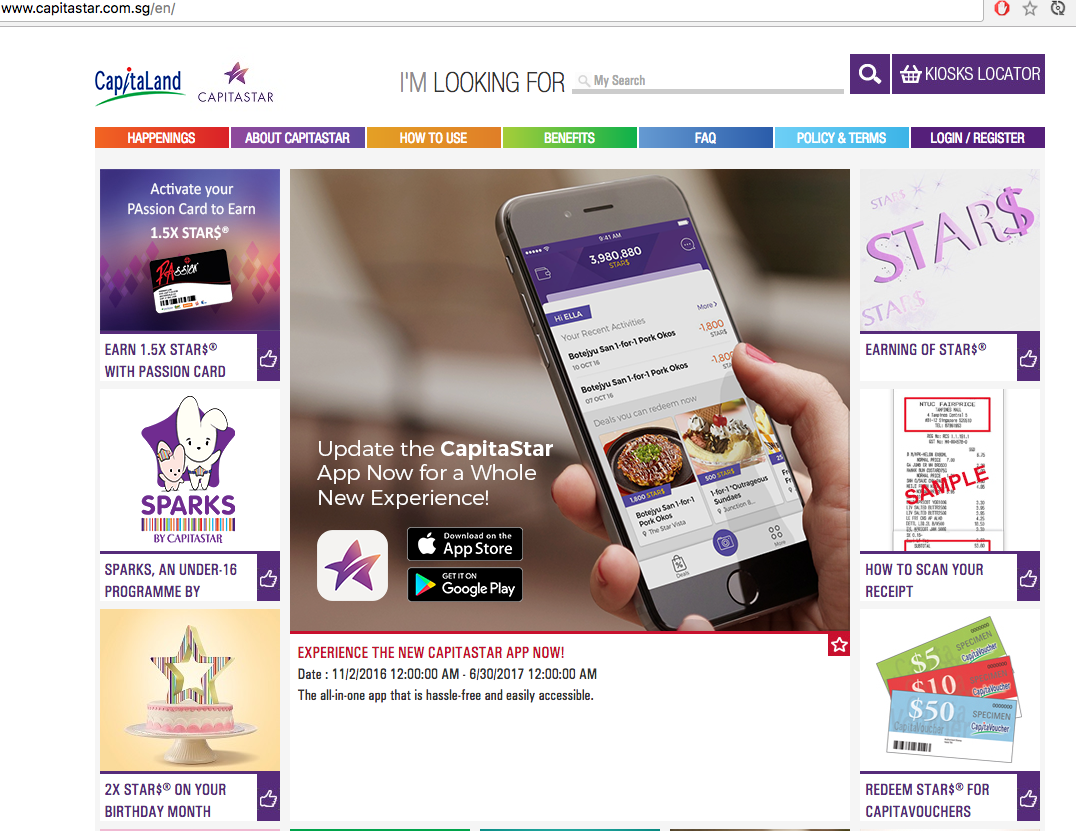 www.capitastar.com.sg/en/
CapitaLand
CAPITASTAR
I'M LOOKING FOR
My Search
KIOSKS LOCATOR
HAPPENINGS
ABOUT CAPITASTAR
HOW TO USE
BENEFITS
FAQ
POLICY & TERMS
LOGIN / REGISTER
Activate your
PAssion Card to Earn
1.5X STAR$®
PAssion
EARN 1.5X STAR$®
WITH PASSION CARD
SPARKS
BY CAPITASTAR
SPARKS, AN UNDER-16
PROGRAMME BY
2X STAR$® ON YOUR
BIRTHDAY MONTH
9:41 AM
3,980,880
STAR$
Hi ELLA
More >
Your Recent Activities
Botejyu San 1-for-1 Pork Okos
-1,800
STAR$
10 OCT 16
Botejyu San 1-for-1 Pork Okos
-1,800
STAR$
07 OCT 16
Deals you can redeem now
1,800 STAR$
500 STAR$
Botejyu San 1-for-1
Pork Okos
The Star Vista
1-for-1 "Outrageous
Sundaes
Junction 8...
Deals
More
Update the CapitaStar
App Now for a Whole
New Experience!
Download on the
App Store
GET IT ON
Google Play
EXPERIENCE THE NEW CAPITASTAR APP NOW!
Date : 11/2/2016 12:00:00 AM - 6/30/2017 12:00:00 AM
The all-in-one app that is hassle-free and easily accessible.
STAR$
STAR$
STAR$
EARNING OF STAR$®
NTUC FAIRPRICE
TAMPINES MALL
SAMPLE
SUBTOTAL
HOW TO SCAN YOUR
RECEIPT
$5
SPECIMEN
CapitaVoucher
$10
CapitaVoucher
$50
SPECIMEN
CapitaVoucher
REDEEM STAR$® FOR
CAPITAVOUCHERS